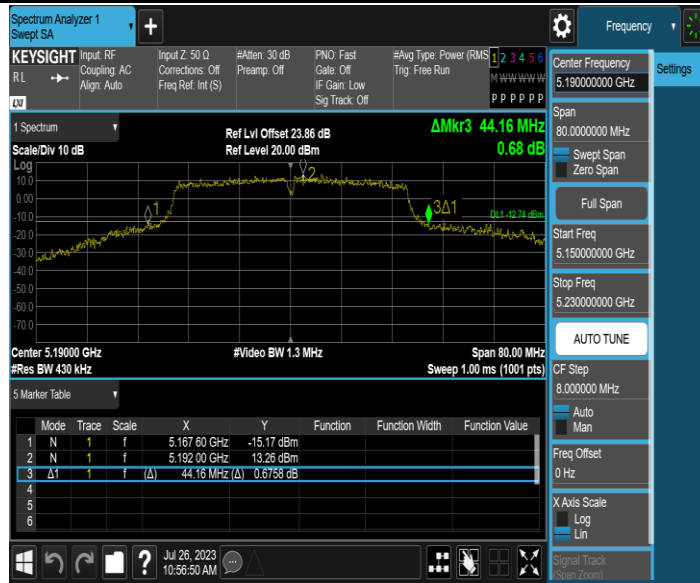 Spectrum Analyzer 1
Swept SA
Frequency
KEYSIGHT
RL
LXI
Input: RF
Coupling: AC
Align: Auto
Input Z: 50 Ω
Corrections: Off
Freq Ref: Int (S)
#Atten: 30 dB
Preamp: Off
PNO: Fast
Gate: Off
IF Gain: Low
Sig Track: Off
#Avg Type: Power (RMS
Trig: Free Run
1 2 3 4 5 6
M W W W W W
P P P P P P
Center Frequency
5.190000000 GHz
Settings
Span
80.0000000 MHz
Swept Span
Zero Span
Full Span
Start Freq
5.150000000 GHz
Stop Freq
5.230000000 GHz
AUTO TUNE
CF Step
8.000000 MHz
Auto
Man
Freq Offset
0 Hz
X Axis Scale
Log
Lin
Signal Track
(Span Zoom)
1 Spectrum
Scale/Div 10 dB
Ref Lvl Offset 23.86 dB
Ref Level 20.00 dBm
ΔMkr3 44.16 MHz
0.68 dB
Log
10.0
0.00
-10.0
-20.0
-30.0
-40.0
-50.0
-60.0
-70.0
1
2
3Δ1
DL1 -12.74 dBm
Center 5.19000 GHz
#Video BW 1.3 MHz
Span 80.00 MHz
#Res BW 430 kHz
Sweep 1.00 ms (1001 pts)
5 Marker Table
Mode Trace Scale X Y Function Function Width Function Value
1 N 1 f 5.167 60 GHz -15.17 dBm
2 N 1 f 5.192 00 GHz 13.26 dBm
3 Δ1 1 f (Δ) 44.16 MHz (Δ) 0.6758 dB
4
5
6
?
Jul 26, 2023
10:56:50 AM